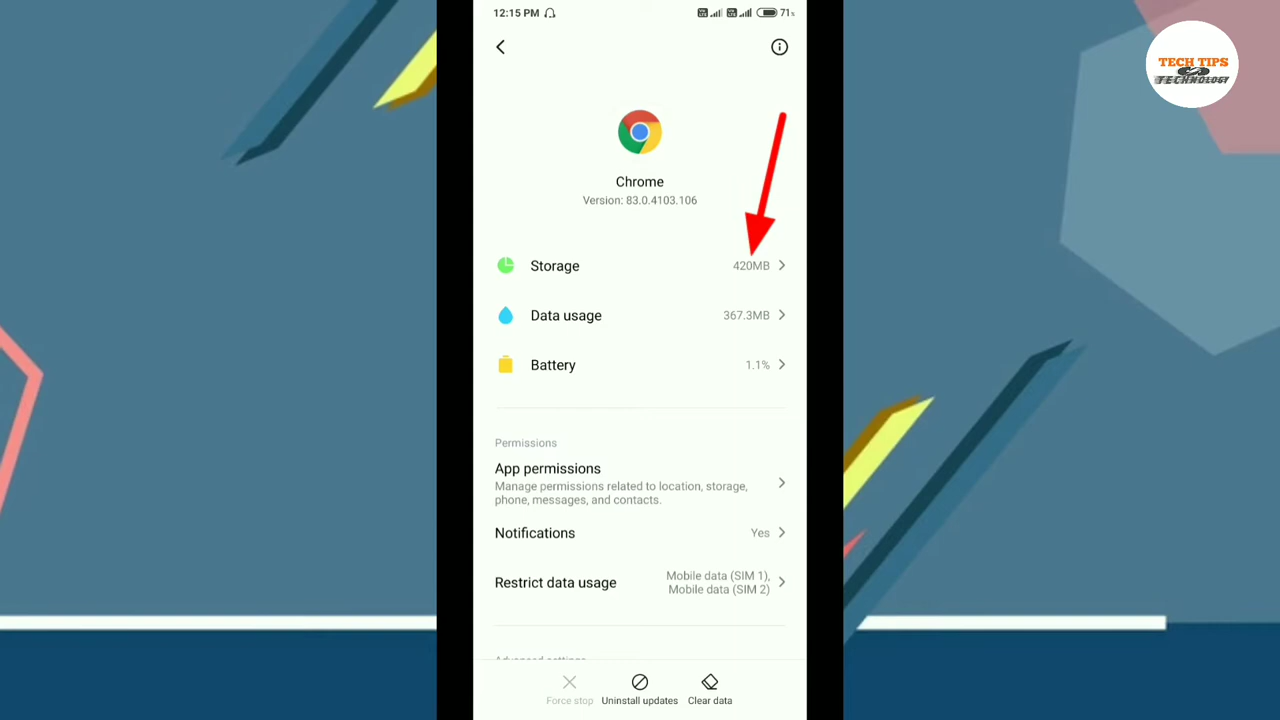 12:15 PM
71%
TECH TIPS
TECHNOLOGY
Chrome
Version: 83.0.4103.106
Storage 420MB
Data usage 367.3MB
Battery 1.1%
Permissions
App permissions
Manage permissions related to location, storage,
phone, messages, and contacts.
Notifications Yes
Restrict data usage Mobile data (SIM 1),
Mobile data (SIM 2)
Advanced settings
Force stop Uninstall updates Clear data